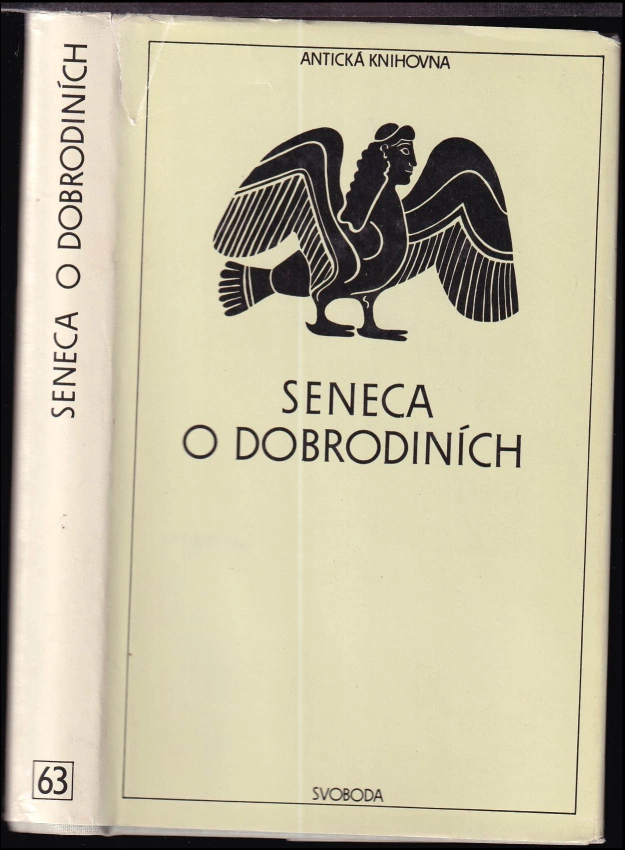 SENECA O DOBRODINÍCH
63
ANTICKÁ KNIHOVNA
SENECA
O DOBRODINÍCH
SVOBODA